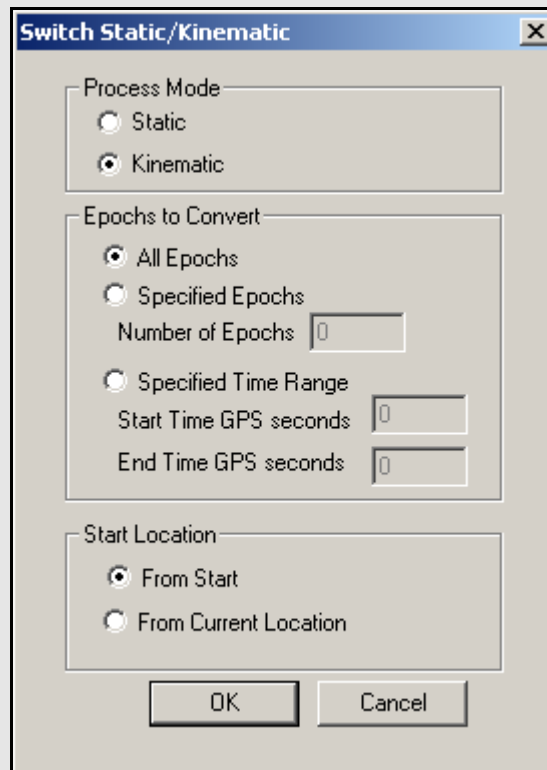 Switch Static/Kinematic
Process Mode
Static
Kinematic
Epochs to Convert
All Epochs
Specified Epochs
Number of Epochs 0
Specified Time Range
Start Time GPS seconds 0
End Time GPS seconds 0
Start Location
From Start
From Current Location
OK Cancel